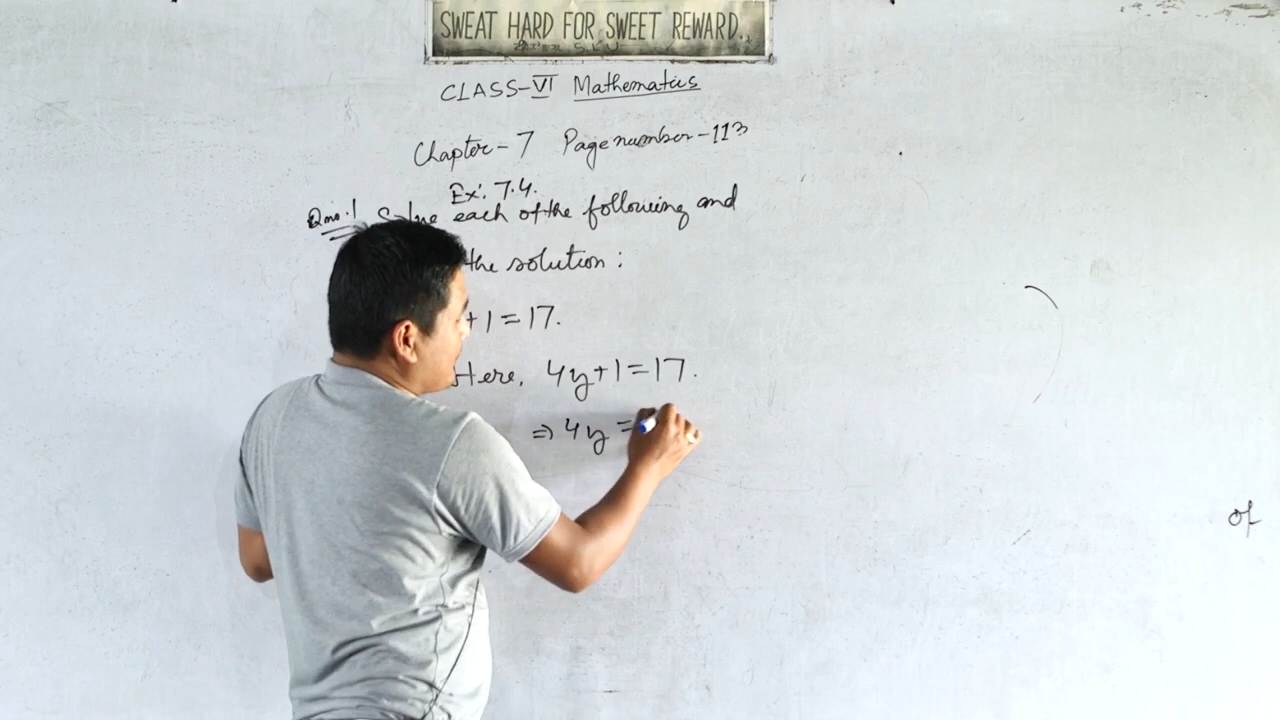 SWEAT HARD FOR SWEET REWARD..
CLASS-VI Mathematics
Chapter-7 Page number-113
Ex. 7.4.
Qno.1 Solve each of the following and
the solution:
+1=17.
Here, 4y+1=17.
⇒ 4y =
of